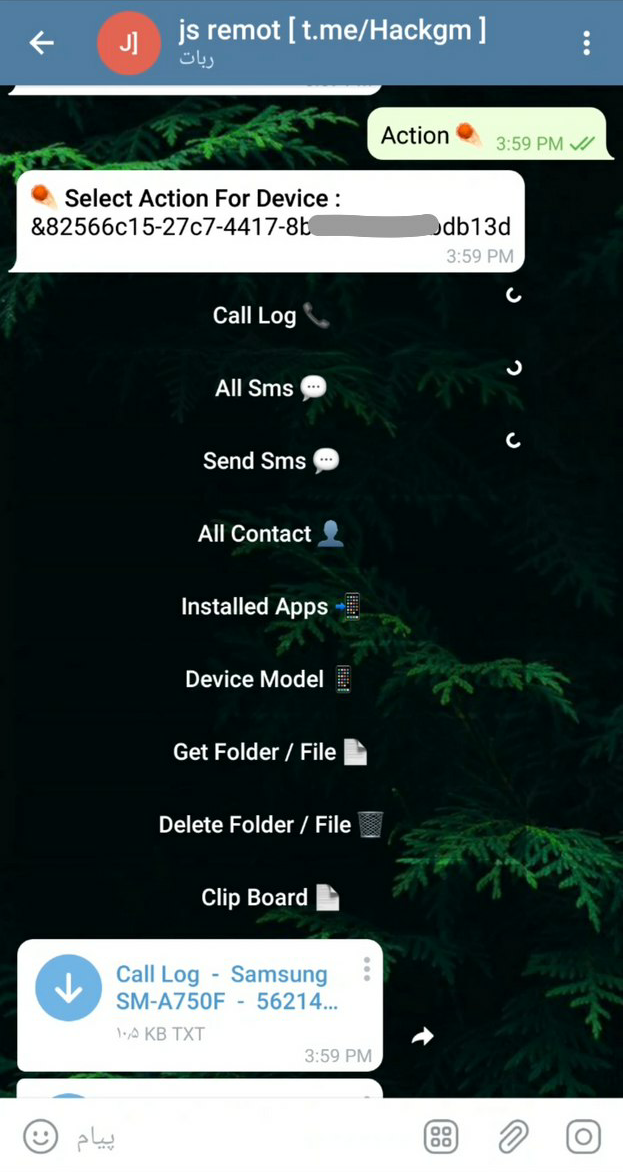 js remot [ t.me/Hackgm ]
ربات
J]
Action
3:59 PM
Select Action For Device :
&82566c15-27c7-4417-8b db13d
3:59 PM
Call Log
All Sms
Send Sms
All Contact
Installed Apps
Device Model
Get Folder / File
Delete Folder / File
Clip Board
Call Log - Samsung
SM-A750F - 56214...
۱۰٫۵ KB TXT
3:59 PM
پیام